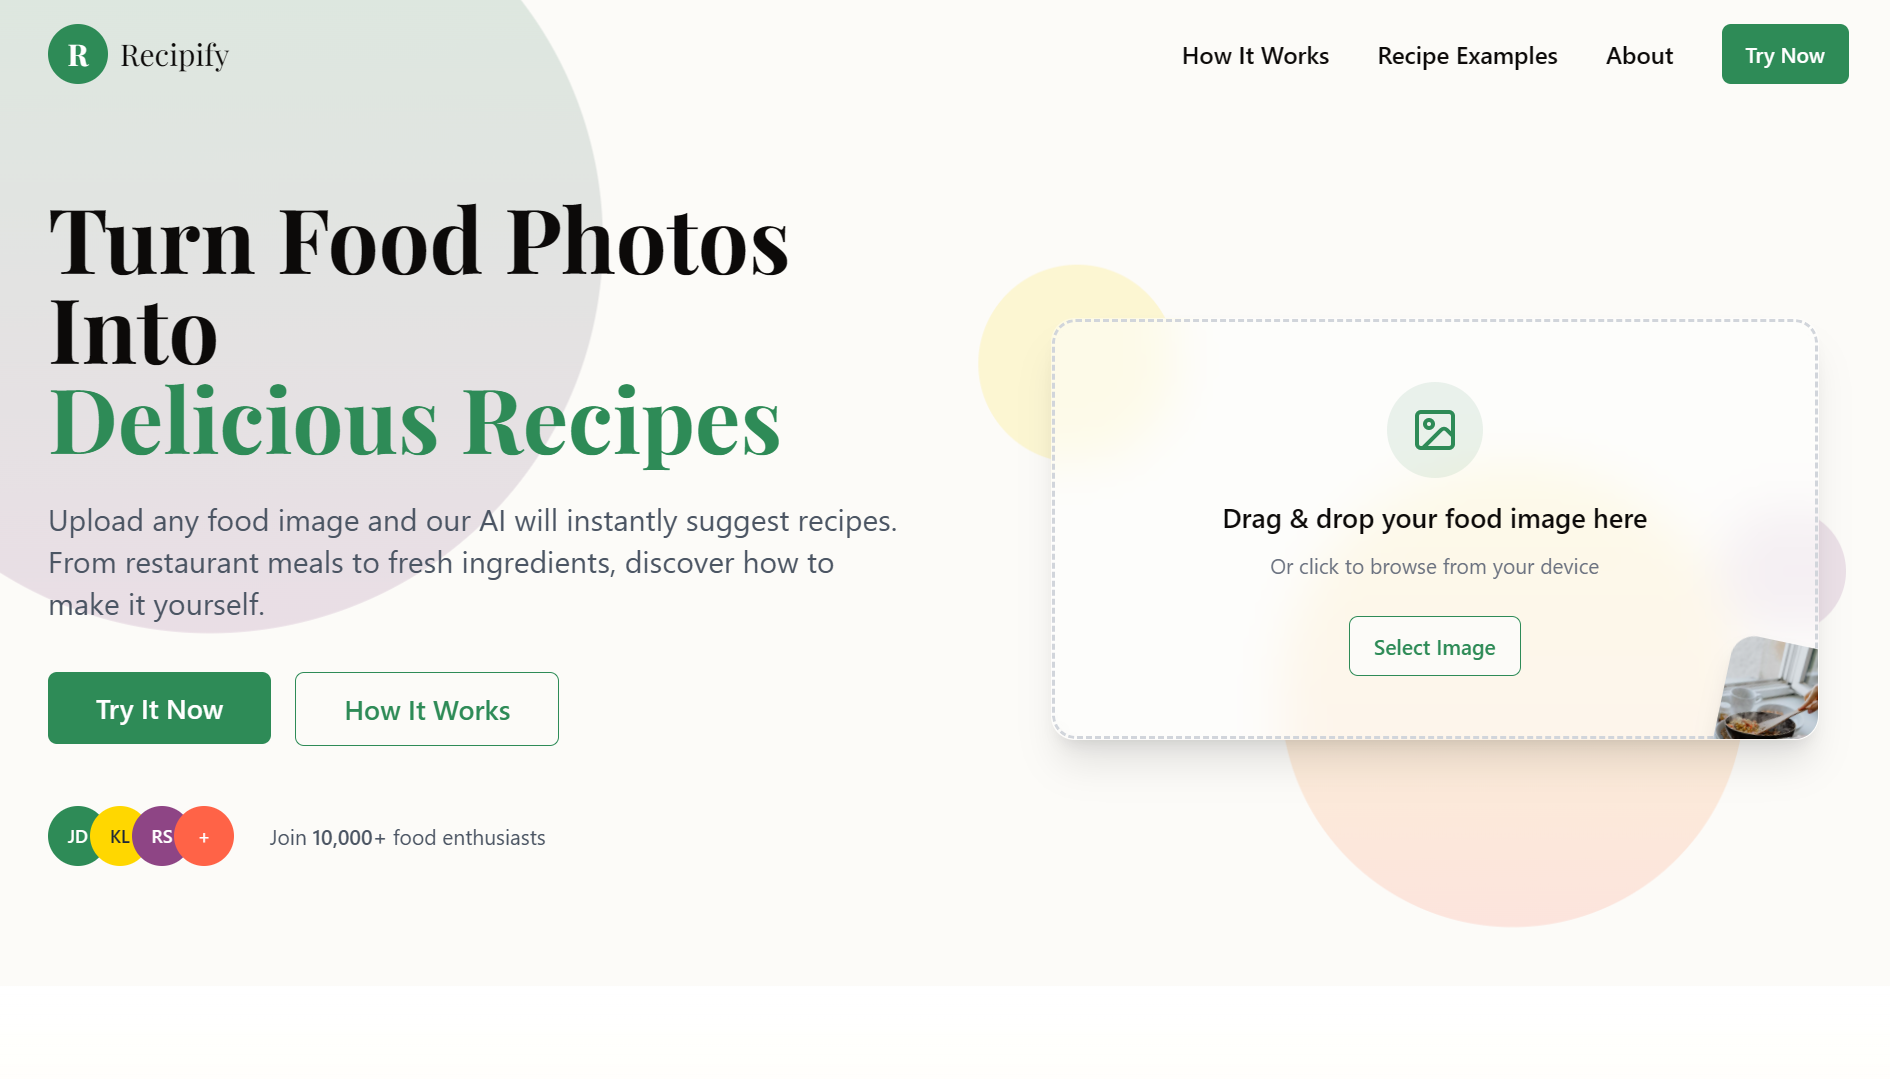 R
Recipify
How It Works
Recipe Examples
About
Try Now
Turn Food Photos
Into
Delicious Recipes
Upload any food image and our AI will instantly suggest recipes.
From restaurant meals to fresh ingredients, discover how to
make it yourself.
Try It Now
How It Works
JD
KL
RS
+
Join 10,000+ food enthusiasts
Drag & drop your food image here
Or click to browse from your device
Select Image